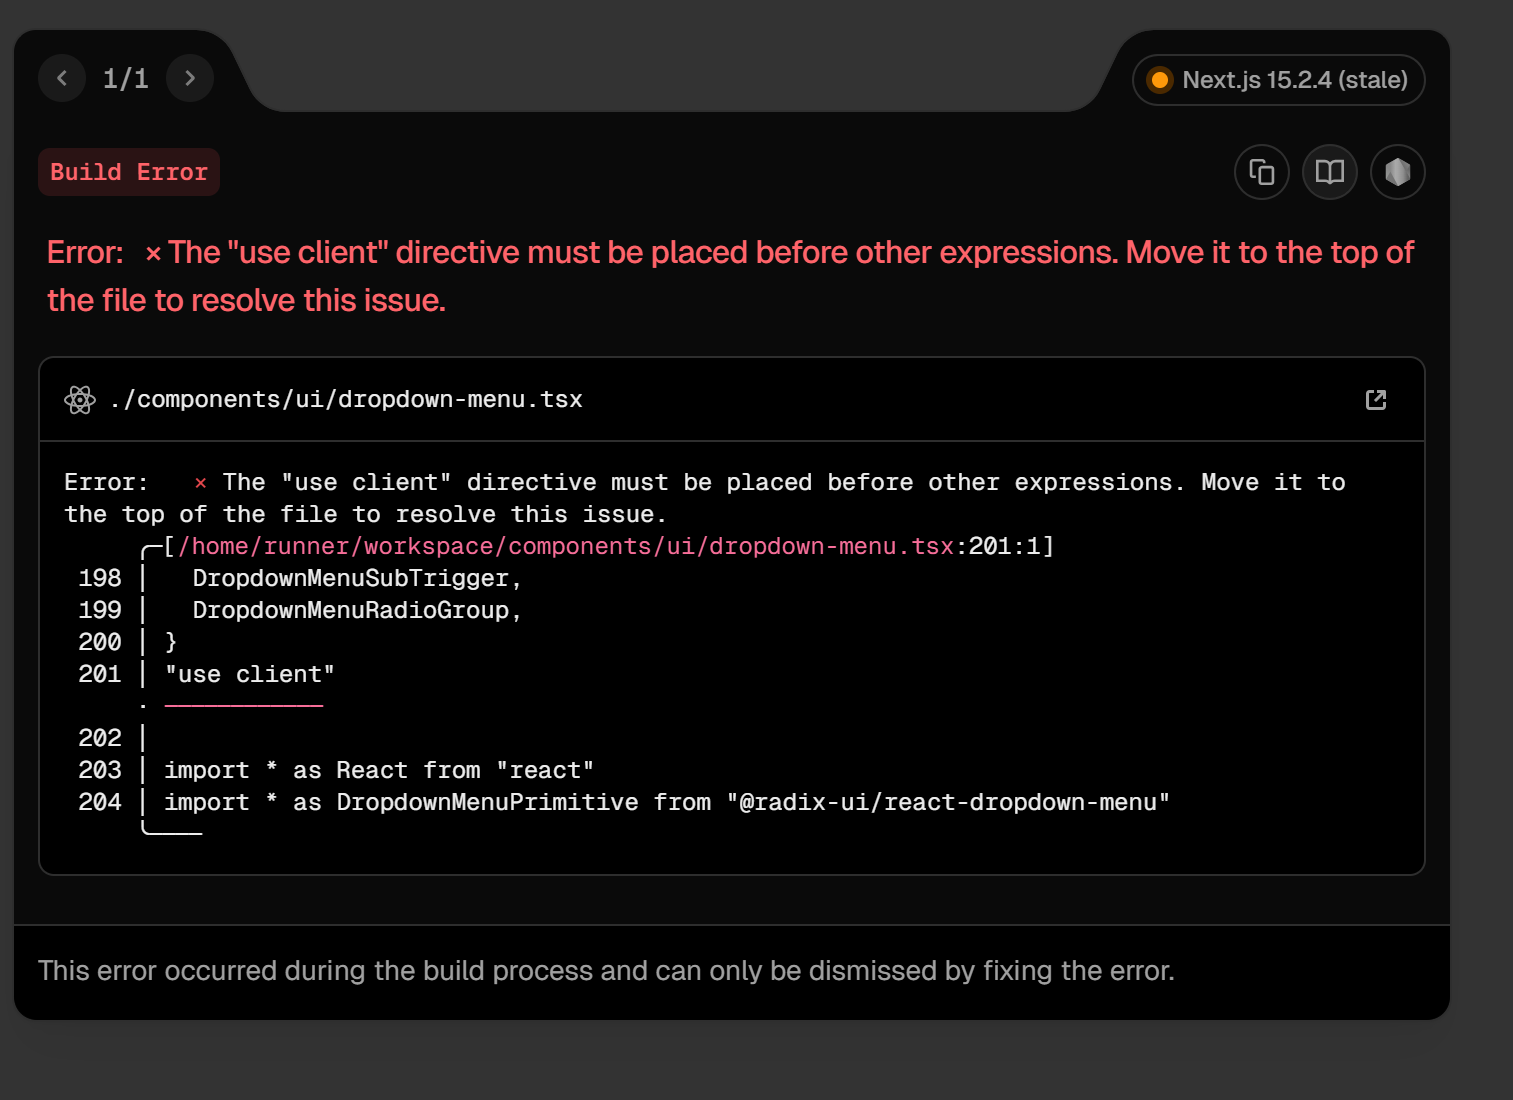 1/1
Next.js 15.2.4 (stale)
Build Error
Error: × The "use client" directive must be placed before other expressions. Move it to the top of
the file to resolve this issue.
./components/ui/dropdown-menu.tsx
Error:   × The "use client" directive must be placed before other expressions. Move it to
the top of the file to resolve this issue.
╭─[/home/runner/workspace/components/ui/dropdown-menu.tsx:201:1]
198 │   DropdownMenuSubTrigger,
199 │   DropdownMenuRadioGroup,
200 │ }
201 │ "use client"
· ───────────
202 │
203 │ import * as React from "react"
204 │ import * as DropdownMenuPrimitive from "@radix-ui/react-dropdown-menu"
╰────
This error occurred during the build process and can only be dismissed by fixing the error.